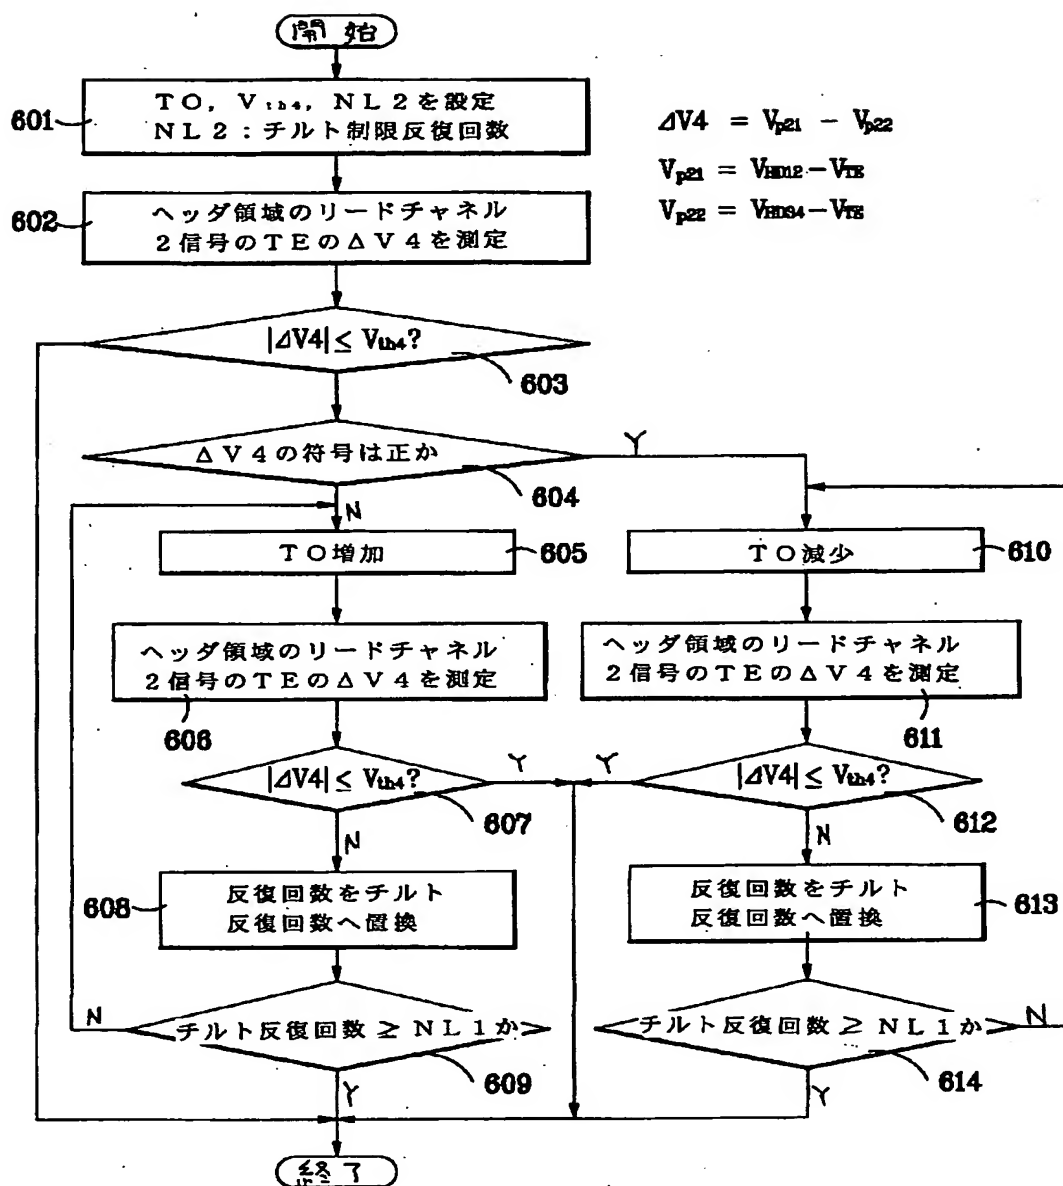 開始
601
TO, Vth4, NL2を設定
NL2:チルト制限反復回数
ΔV4 = Vp21 - Vp22
Vp21 = VHD12-VTE
Vp22 = VHD34-VTE
602
ヘッダ領域のリードチャネル
2信号のTEのΔV4を測定
|ΔV4| ≤ Vth4?
603
ΔV4の符号は正か
Y
604
N
TO増加
605
TO減少
610
ヘッダ領域のリードチャネル
2信号のTEのΔV4を測定
606
ヘッダ領域のリードチャネル
2信号のTEのΔV4を測定
611
|ΔV4| ≤ Vth4?
Y
607
N
Y
|ΔV4| ≤ Vth4?
612
N
608
反復回数をチルト
反復回数へ置換
反復回数をチルト
反復回数へ置換
613
N
チルト反復回数 ≥ NL1か
609
Y
チルト反復回数 ≥ NL1か
N
614
Y
終了